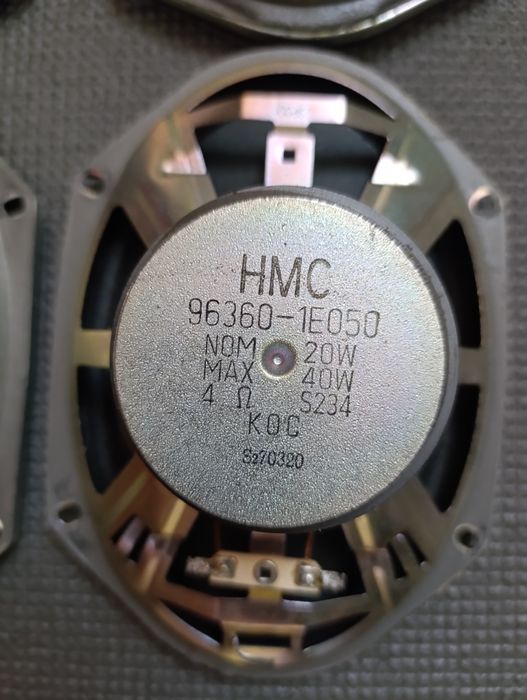 HMC
96360-1E050
NOM 20W
MAX 40W
4 Ω S234
KOC
S270320